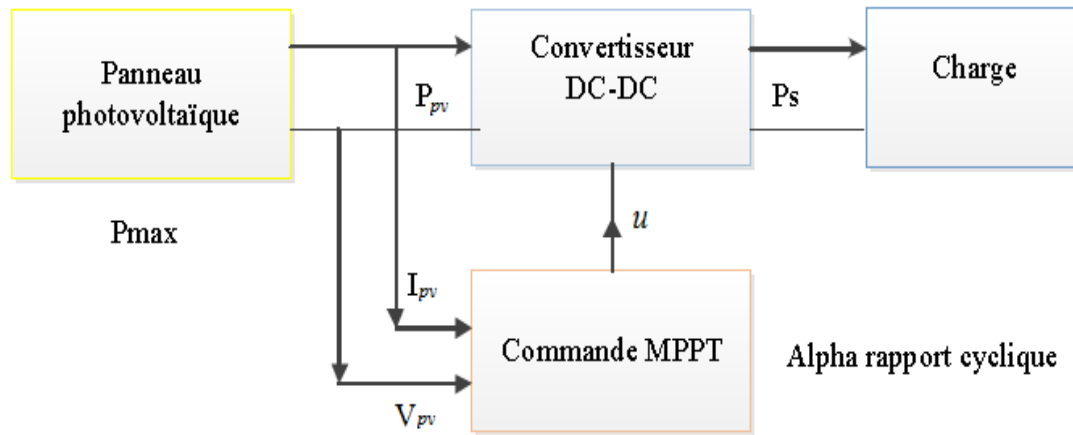 Panneau
photovoltaïque
Convertisseur
DC-DC
Charge
Ppv
Ps
Pmax
u
Ipv
Commande MPPT
Alpha rapport cyclique
Vpv